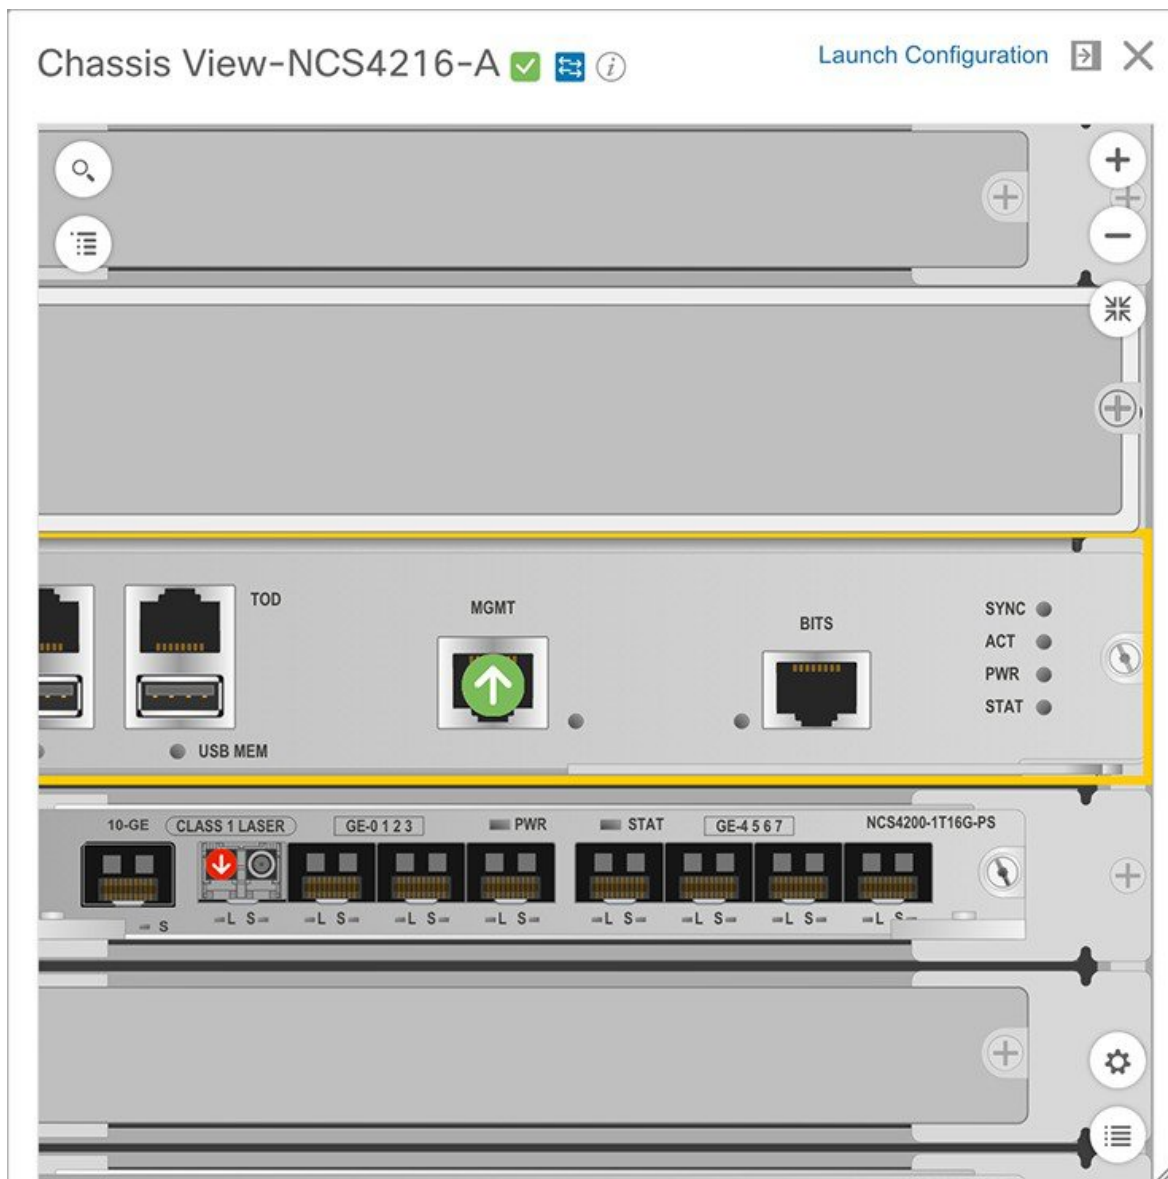 Chassis View-NCS4216-A
Launch Configuration
TOD
MGMT
BITS
SYNC
ACT
PWR
STAT
USB MEM
10-GE CLASS 1 LASER GE-0 1 2 3 PWR STAT GE-4 5 6 7 NCS4200-1T16G-PS
S L S L S L S L S L S L S L S L S